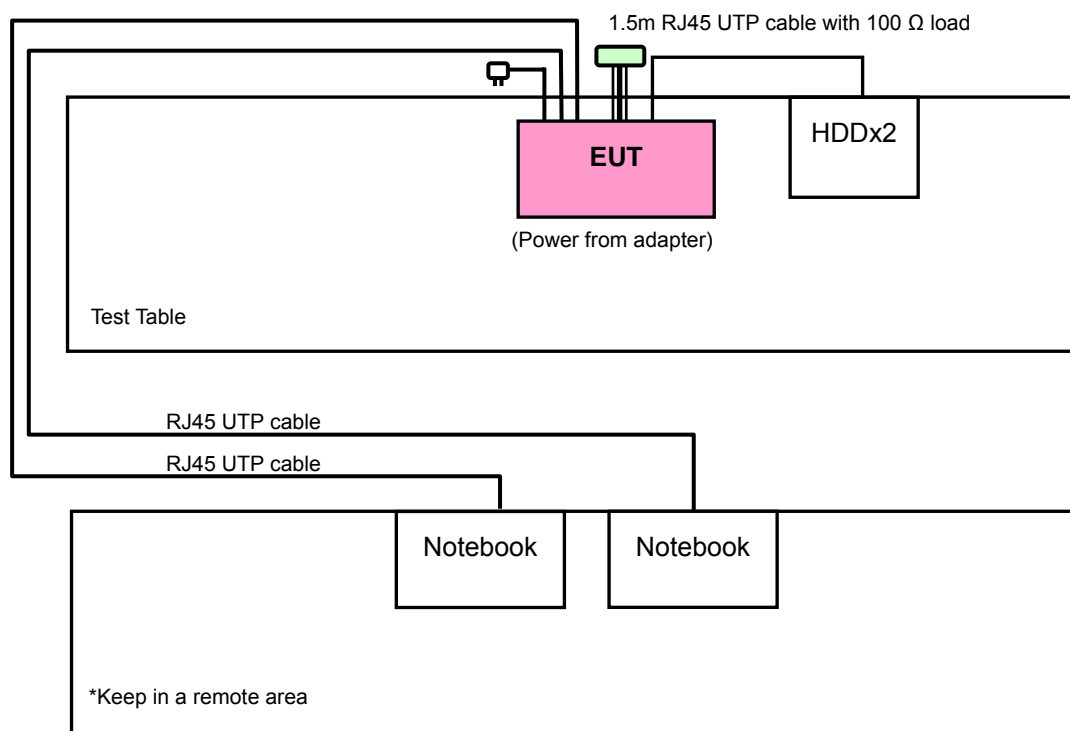 1.5m RJ45 UTP cable with 100 Ω load
EUT
HDDx2
(Power from adapter)
Test Table
RJ45 UTP cable
RJ45 UTP cable
Notebook
Notebook
*Keep in a remote area